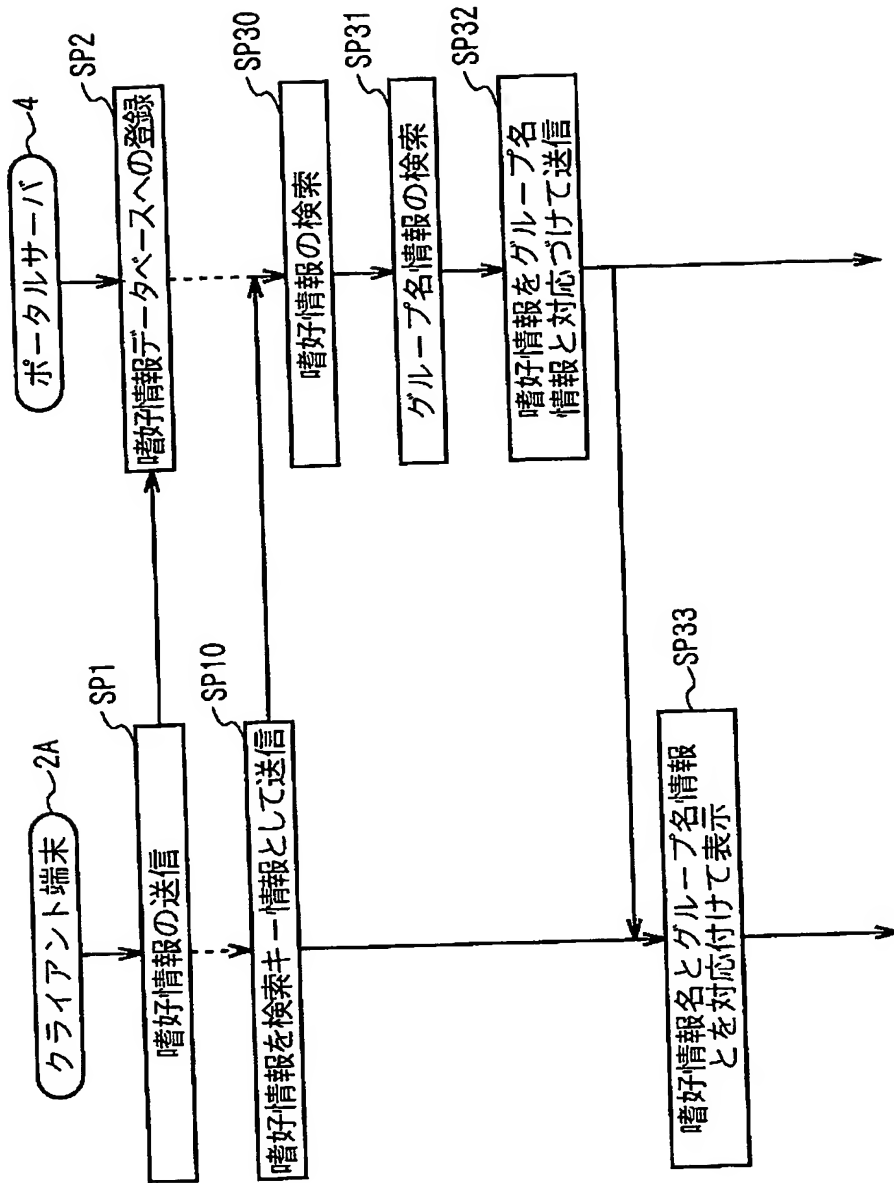 クライアント端末
2A
ポータルサーバ
4
SP1
嗜好情報の送信
SP2
嗜好情報データベースへの登録
SP10
嗜好情報を検索キー情報として送信
SP30
嗜好情報の検索
SP31
グループ名情報の検索
SP32
嗜好情報をグループ名
情報と対応づけて送信
SP33
嗜好情報名とグループ名情報
とを対応付けて表示